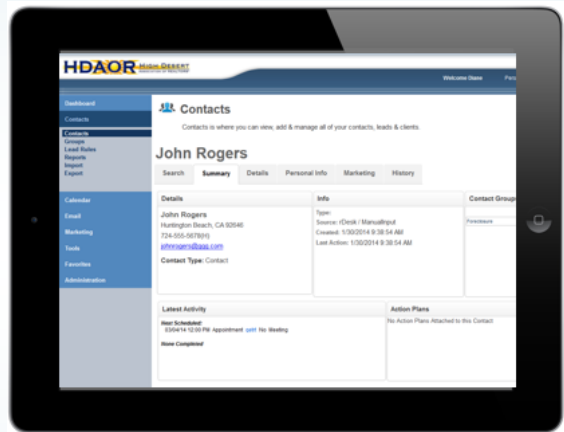 HDAOR HIGH DESERT
ASSOCIATION OF REALTORS
Welcome Diane
Dashboard
Contacts
Contacts
Groups
Lead Rules
Reports
Import
Export
Calendar
Email
Marketing
Tools
Favorites
Administration
Contacts
Contacts is where you can view, add & manage all of your contacts, leads & clients
John Rogers
Search Summary Details Personal Info Marketing History
Details
John Rogers
Huntington Beach, CA 92646
724-555-5678(H)
Contact Type: Contact
Info
Type:
Source: rDesk / ManualInput
Created: 1/30/2014 9:38:54 AM
Last Action: 1/30/2014 9:38:54 AM
Contact Group
Foreclosure
Latest Activity
Next Scheduled:
03/04/14 12:00 PM Appointment No Meeting
None Completed
Action Plans
No Action Plans Attached to this Contact